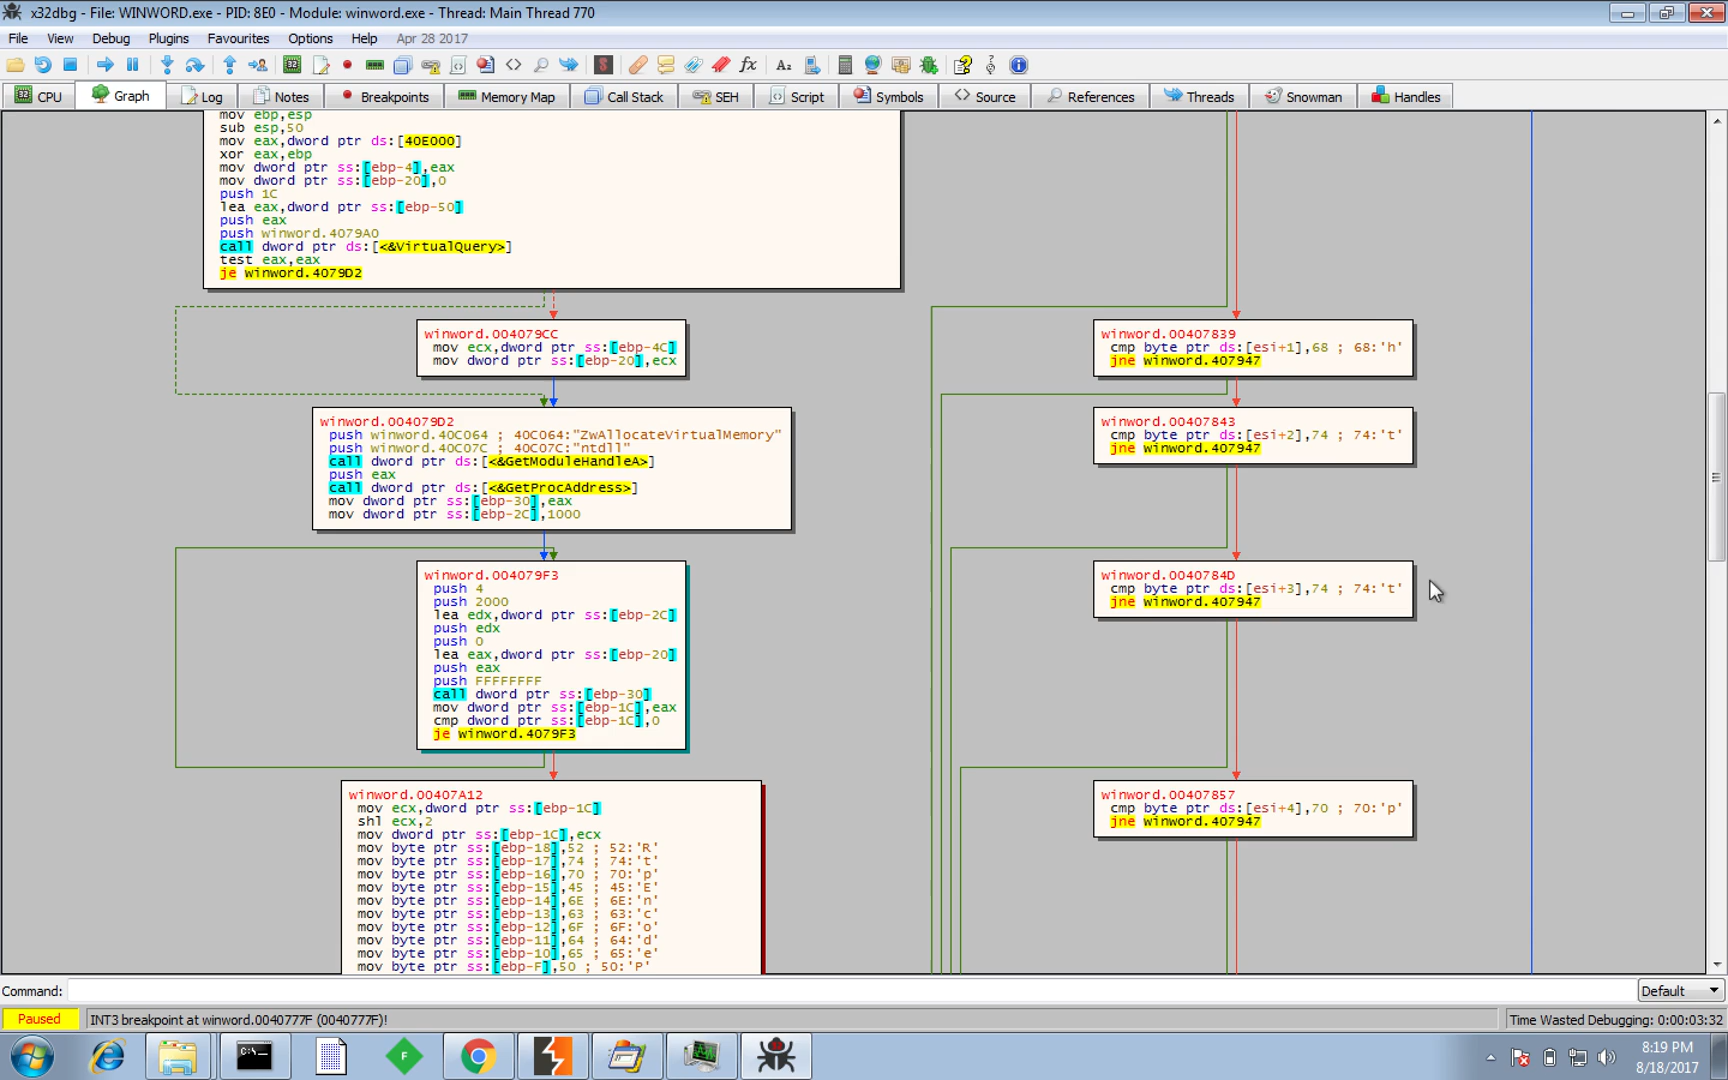 x32dbg - File: WINWORD.exe - PID: 8E0 - Module: winword.exe - Thread: Main Thread 770
File View Debug Plugins Favourites Options Help Apr 28 2017
CPU Graph Log Notes Breakpoints Memory Map Call Stack SEH Script Symbols Source References Threads Snowman Handles
mov ebp,esp
sub esp,50
mov eax,dword ptr ds:[40E000]
xor eax,ebp
mov dword ptr ss:[ebp-4],eax
mov dword ptr ss:[ebp-20],0
push 1C
lea eax,dword ptr ss:[ebp-50]
push eax
push winword.4079A0
call dword ptr ds:[<&VirtualQuery>]
test eax,eax
je winword.4079D2
winword.004079CC
mov ecx,dword ptr ss:[ebp-4C]
mov dword ptr ss:[ebp-20],ecx
winword.004079D2
push winword.40C064 ; 40C064:"ZwAllocateVirtualMemory"
push winword.40C07C ; 40C07C:"ntdll"
call dword ptr ds:[<&GetModuleHandleA>]
push eax
call dword ptr ds:[<&GetProcAddress>]
mov dword ptr ss:[ebp-30],eax
mov dword ptr ss:[ebp-2C],1000
winword.004079F3
push 4
push 2000
lea edx,dword ptr ss:[ebp-2C]
push edx
push 0
lea eax,dword ptr ss:[ebp-20]
push eax
push FFFFFFFF
call dword ptr ss:[ebp-30]
mov dword ptr ss:[ebp-1C],eax
cmp dword ptr ss:[ebp-1C],0
je winword.4079F3
winword.00407A12
mov ecx,dword ptr ss:[ebp-1C]
shl ecx,2
mov dword ptr ss:[ebp-1C],ecx
mov byte ptr ss:[ebp-18],52 ; 52:'R'
mov byte ptr ss:[ebp-17],74 ; 74:'t'
mov byte ptr ss:[ebp-16],70 ; 70:'p'
mov byte ptr ss:[ebp-15],45 ; 45:'E'
mov byte ptr ss:[ebp-14],6E ; 6E:'n'
mov byte ptr ss:[ebp-13],63 ; 63:'c'
mov byte ptr ss:[ebp-12],6F ; 6F:'o'
mov byte ptr ss:[ebp-11],64 ; 64:'d'
mov byte ptr ss:[ebp-10],65 ; 65:'e'
mov byte ptr ss:[ebp-F],50 ; 50:'P'
winword.00407839
cmp byte ptr ds:[esi+1],68 ; 68:'h'
jne winword.407947
winword.00407843
cmp byte ptr ds:[esi+2],74 ; 74:'t'
jne winword.407947
winword.0040784D
cmp byte ptr ds:[esi+3],74 ; 74:'t'
jne winword.407947
winword.00407857
cmp byte ptr ds:[esi+4],70 ; 70:'p'
jne winword.407947
Command:
Default
Paused INT3 breakpoint at winword.0040777F (0040777F)! Time Wasted Debugging: 0:00:03:32
8:19 PM
8/18/2017